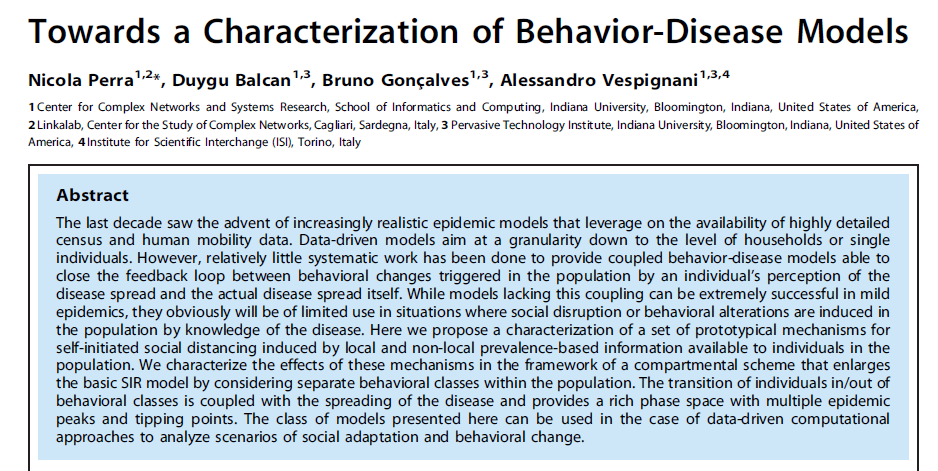 Towards a Characterization of Behavior-Disease Models
Nicola Perra1,2*, Duygu Balcan1,3, Bruno Gonçalves1,3, Alessandro Vespignani1,3,4
1 Center for Complex Networks and Systems Research, School of Informatics and Computing, Indiana University, Bloomington, Indiana, United States of America,
2 Linkalab, Center for the Study of Complex Networks, Cagliari, Sardegna, Italy, 3 Pervasive Technology Institute, Indiana University, Bloomington, Indiana, United States of
America, 4 Institute for Scientific Interchange (ISI), Torino, Italy
Abstract
The last decade saw the advent of increasingly realistic epidemic models that leverage on the availability of highly detailed
census and human mobility data. Data-driven models aim at a granularity down to the level of households or single
individuals. However, relatively little systematic work has been done to provide coupled behavior-disease models able to
close the feedback loop between behavioral changes triggered in the population by an individual's perception of the
disease spread and the actual disease spread itself. While models lacking this coupling can be extremely successful in mild
epidemics, they obviously will be of limited use in situations where social disruption or behavioral alterations are induced in
the population by knowledge of the disease. Here we propose a characterization of a set of prototypical mechanisms for
self-initiated social distancing induced by local and non-local prevalence-based information available to individuals in the
population. We characterize the effects of these mechanisms in the framework of a compartmental scheme that enlarges
the basic SIR model by considering separate behavioral classes within the population. The transition of individuals in/out of
behavioral classes is coupled with the spreading of the disease and provides a rich phase space with multiple epidemic
peaks and tipping points. The class of models presented here can be used in the case of data-driven computational
approaches to analyze scenarios of social adaptation and behavioral change.